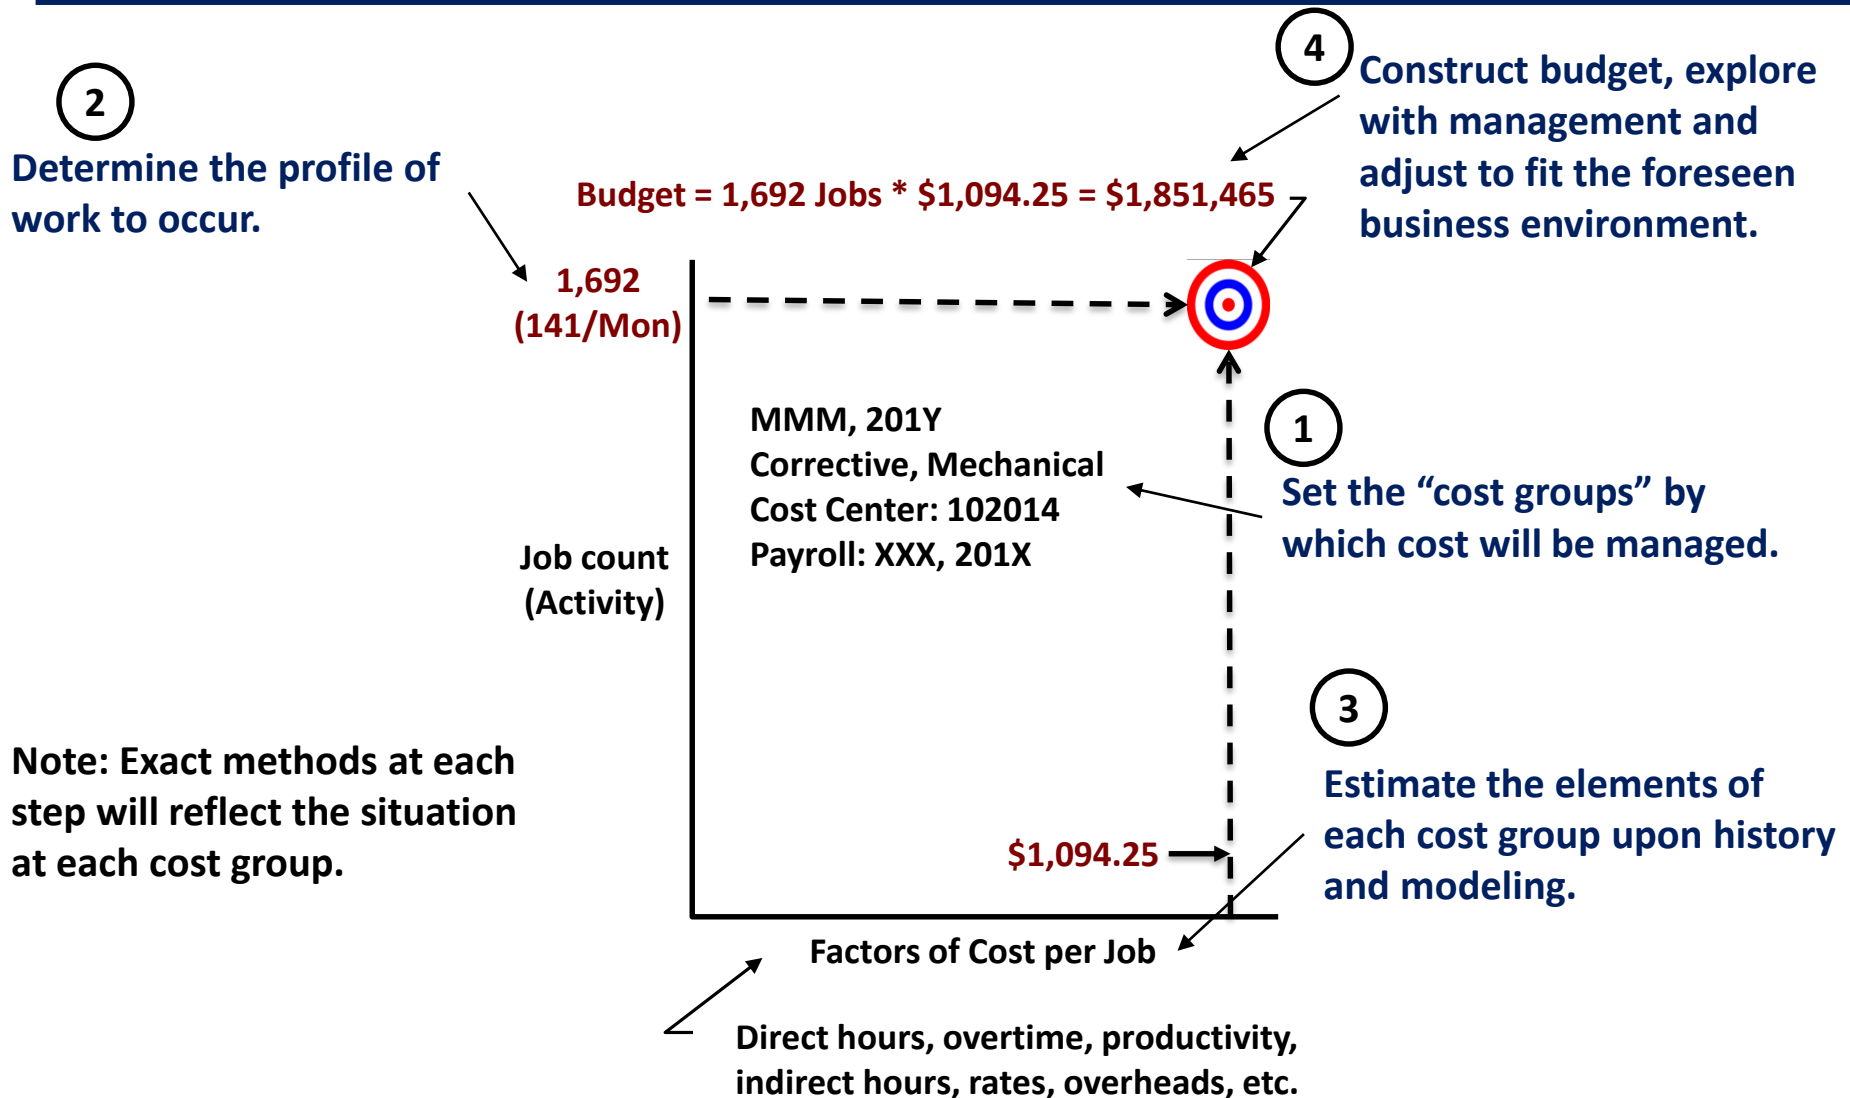 4
Construct budget, explore
with management and
adjust to fit the foreseen
business environment.
2
Determine the profile of
work to occur.
Budget = 1,692 Jobs * $1,094.25 = $1,851,465
1,692
(141/Mon)
MMM, 201Y
Corrective, Mechanical
Cost Center: 102014
Payroll: XXX, 201X
1
Set the “cost groups” by
which cost will be managed.
Job count
(Activity)
3
Estimate the elements of
each cost group upon history
and modeling.
Note: Exact methods at each
step will reflect the situation
at each cost group.
$1,094.25
Factors of Cost per Job
Direct hours, overtime, productivity,
indirect hours, rates, overheads, etc.